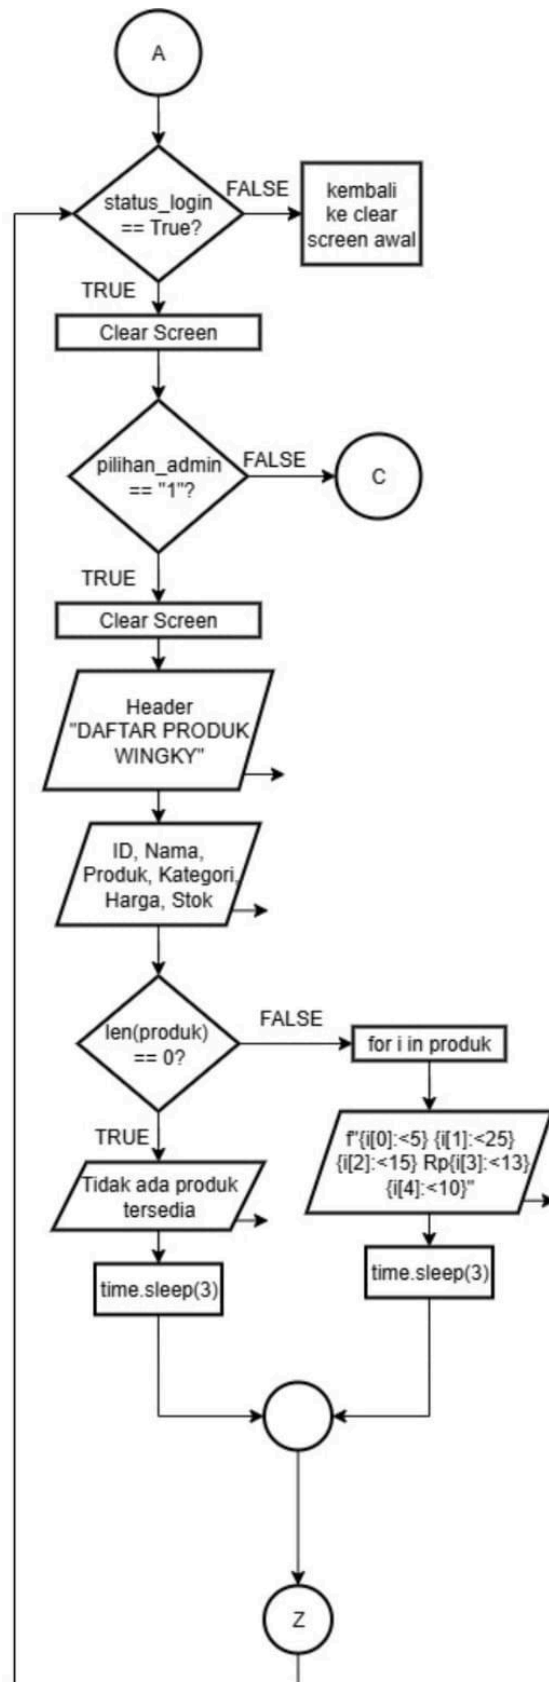 A
status_login
== True?
FALSE
kembali
ke clear
screen awal
TRUE
Clear Screen
pilihan_admin
== "1"?
FALSE
C
TRUE
Clear Screen
Header
"DAFTAR PRODUK
WINGKY"
ID, Nama,
Produk, Kategori,
Harga, Stok
len(produk)
== 0?
FALSE
for i in produk
TRUE
f"{i[0]:<5} {i[1]:<25}
{i[2]:<15} Rp{i[3]:<13}
{i[4]:<10}"
Tidak ada produk
tersedia
time.sleep(3)
time.sleep(3)
Z